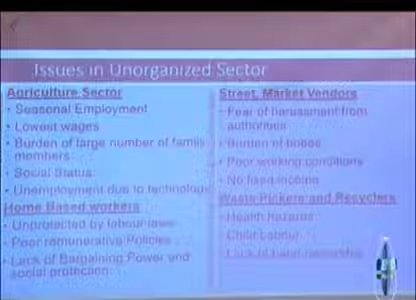 Issues in Unorganized Sector
Agriculture Sector
• Seasonal Employment
• Lowest wages
• Burden of large number of family
members
• Social Status
• Unemployment due to technology
Home Based workers
• Unprotected by labour laws
• Poor remunerative Policies
• Lack of Bargaining Power and
social protection
Street, Market Vendors
• Fear of harassment from
authorities
• Burden of
• Poor working conditions
• No fixed income
Waste Pickers and Recyclers
• Health hazards
• Child Labour
• Lack of